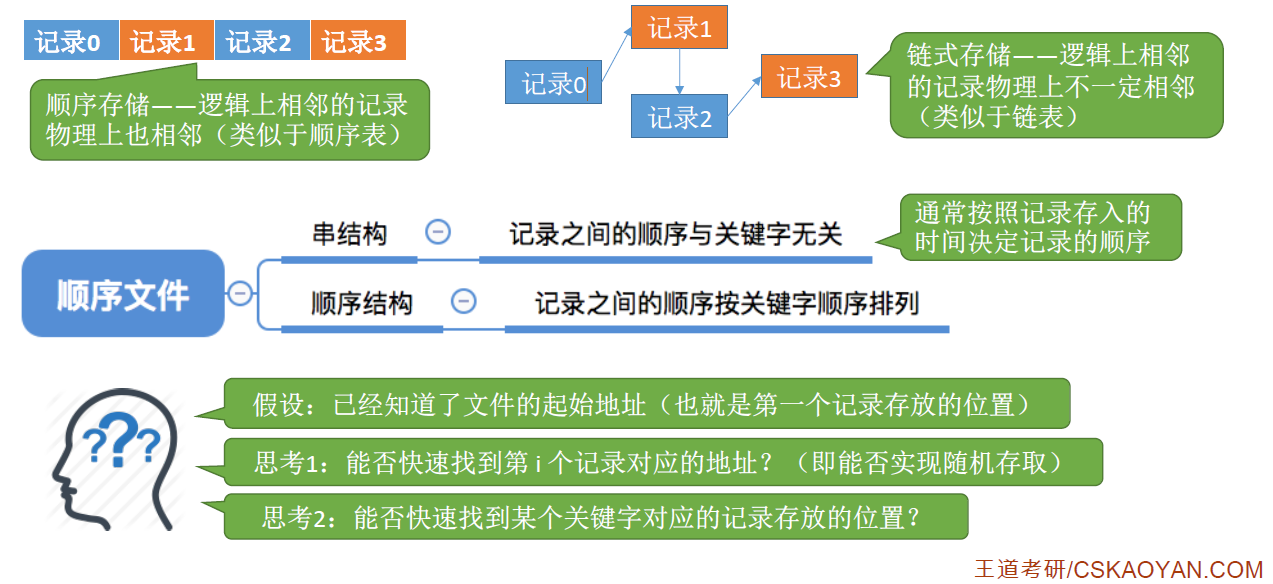 记录0
记录1
记录2
记录3
顺序存储——逻辑上相邻的记录
物理上也相邻（类似于顺序表）
记录0
记录1
记录2
记录3
链式存储——逻辑上相邻
的记录物理上不一定相邻
（类似于链表）
顺序文件
串结构
记录之间的顺序与关键字无关
通常按照记录存入的
时间决定记录的顺序
顺序结构
记录之间的顺序按关键字顺序排列
???
假设：已经知道了文件的起始地址（也就是第一个记录存放的位置）
思考1：能否快速找到第 i 个记录对应的地址？（即能否实现随机存取）
思考2：能否快速找到某个关键字对应的记录存放的位置？
王道考研/CSKAOYAN.COM